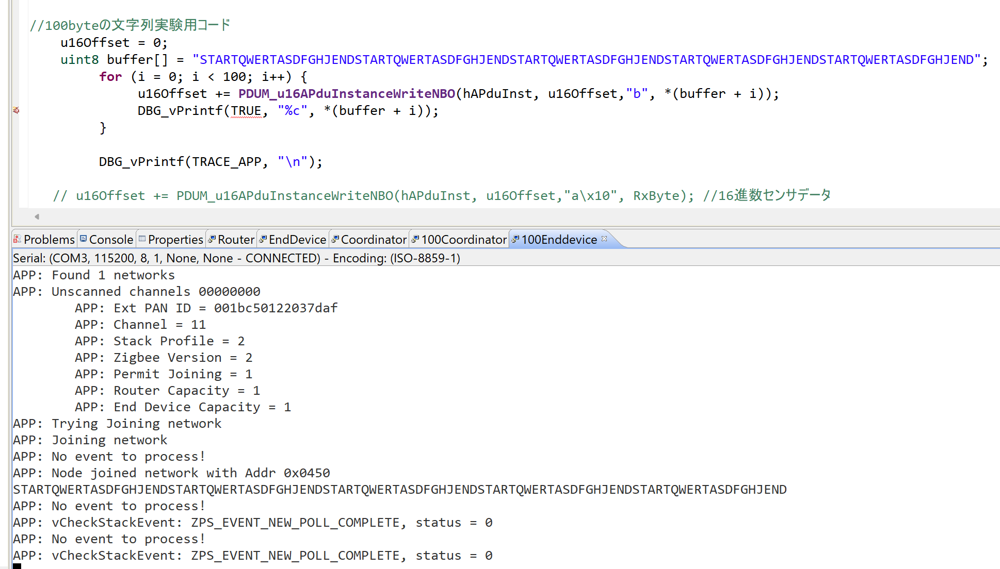 //100byteの文字列実験用コード
u16Offset = 0;
uint8 buffer[] = "STARTQWERTASDFGHJENDSTARTQWERTASDFGHJENDSTARTQWERTASDFGHJENDSTARTQWERTASDFGHJENDSTARTQWERTASDFGHJEND";
for (i = 0; i < 100; i++) {
u16Offset += PDUM_u16APduInstanceWriteNBO(hAPduInst, u16Offset,"b", *(buffer + i));
DBG_vPrintf(TRUE, "%c", *(buffer + i));
}
DBG_vPrintf(TRACE_APP, "\n");
// u16Offset += PDUM_u16APduInstanceWriteNBO(hAPduInst, u16Offset,"a\x10", RxByte); //16進数センサデータ
Problems Console Properties Router EndDevice Coordinator 100Coordinator 100Enddevice
Serial: (COM3, 115200, 8, 1, None, None - CONNECTED) - Encoding: (ISO-8859-1)
APP: Found 1 networks
APP: Unscanned channels 00000000
APP: Ext PAN ID = 001bc50122037daf
APP: Channel = 11
APP: Stack Profile = 2
APP: Zigbee Version = 2
APP: Permit Joining = 1
APP: Router Capacity = 1
APP: End Device Capacity = 1
APP: Trying Joining network
APP: Joining network
APP: No event to process!
APP: Node joined network with Addr 0x0450
STARTQWERTASDFGHJENDSTARTQWERTASDFGHJENDSTARTQWERTASDFGHJENDSTARTQWERTASDFGHJENDSTARTQWERTASDFGHJEND
APP: No event to process!
APP: vCheckStackEvent: ZPS_EVENT_NEW_POLL_COMPLETE, status = 0
APP: No event to process!
APP: vCheckStackEvent: ZPS_EVENT_NEW_POLL_COMPLETE, status = 0